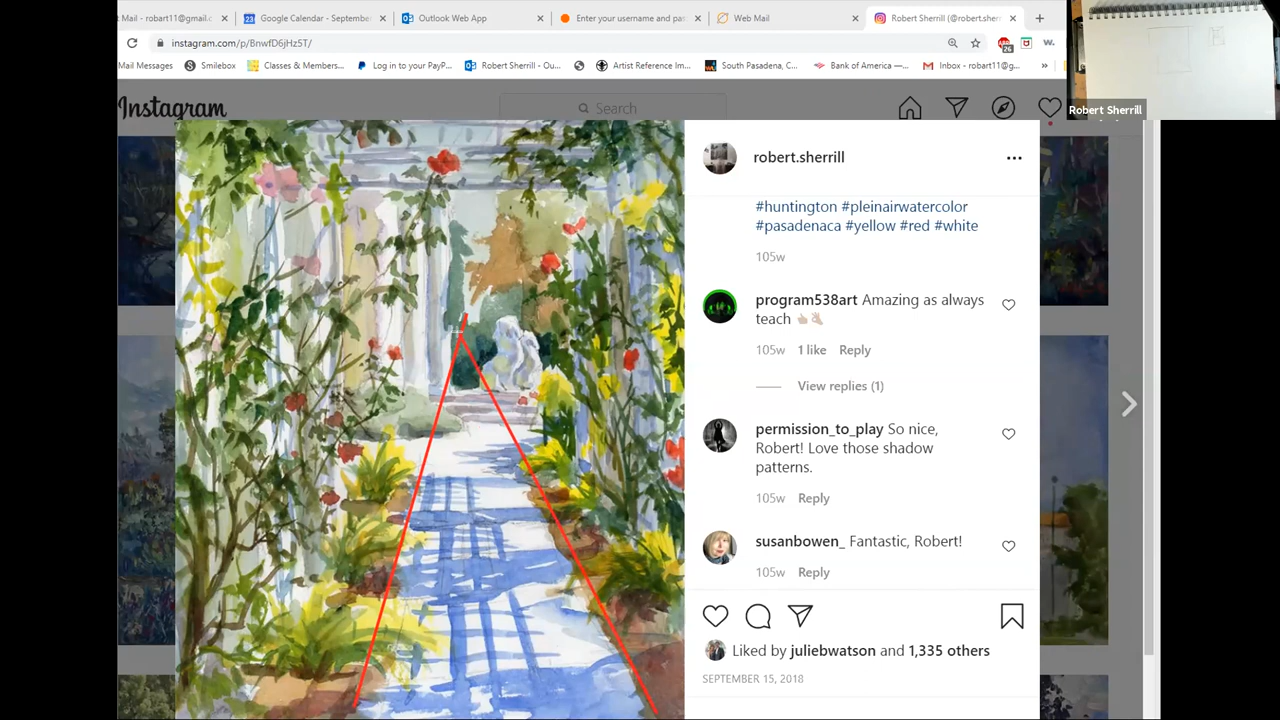 t Mail - robart11@gmail.c
Google Calendar - September
Outlook Web App
Enter your username and pa
Web Mail
Robert Sherrill (@robert.sher
instagram.com/p/BnwfD6jHz5T/
26
W.
Mail Messages
Smilebox
Classes & Members...
Log in to your PayP...
Robert Sherrill - Ou...
Artist Reference Im...
South Pasadena, C...
Bank of America —...
Inbox - robart11@g...
»
Robert Sherrill
Instagram
Search
robert.sherrill
#huntington #pleinairwatercolor
#pasadenaca #yellow #red #white
105w
program538art Amazing as always
teach
105w 1 like Reply
View replies (1)
permission_to_play So nice,
Robert! Love those shadow
patterns.
105w Reply
susanbowen_ Fantastic, Robert!
105w Reply
Liked by juliebwatson and 1,335 others
SEPTEMBER 15, 2018